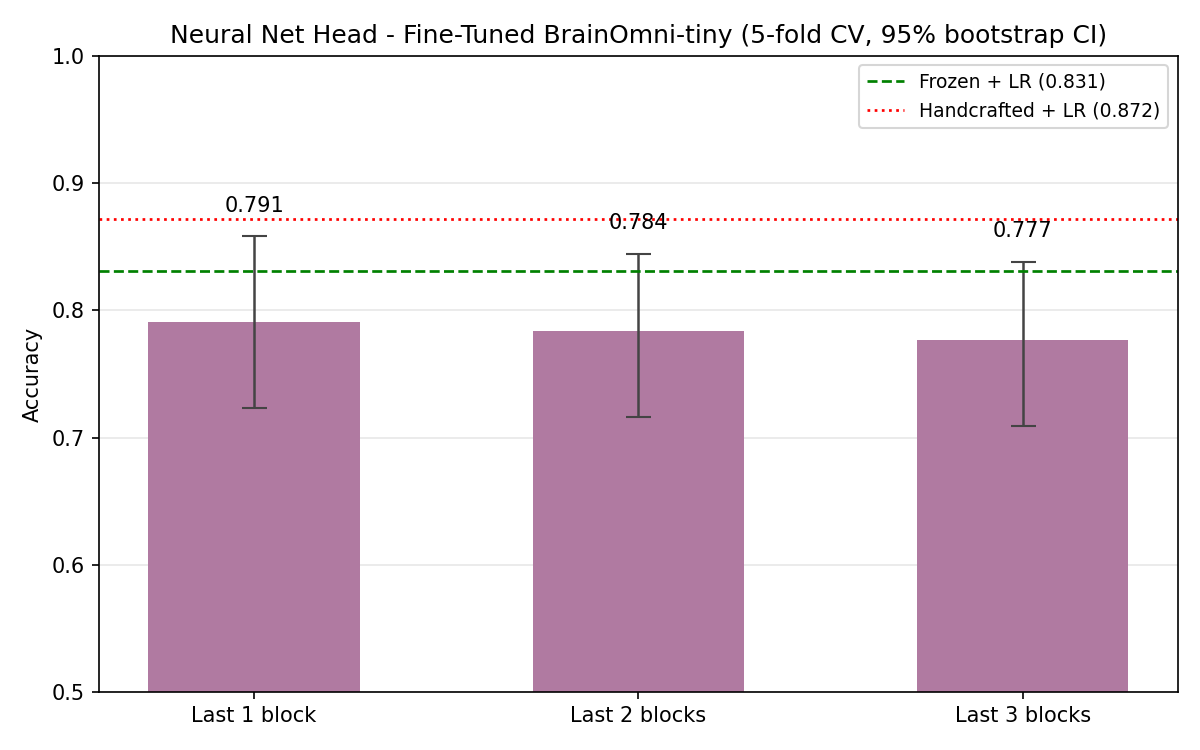 Neural Net Head - Fine-Tuned BrainOmni-tiny (5-fold CV, 95% bootstrap CI)
Frozen + LR (0.831)
Handcrafted + LR (0.872)
Accuracy
1.0
0.9
0.8
0.7
0.6
0.5
0.791
0.784
0.777
Last 1 block
Last 2 blocks
Last 3 blocks